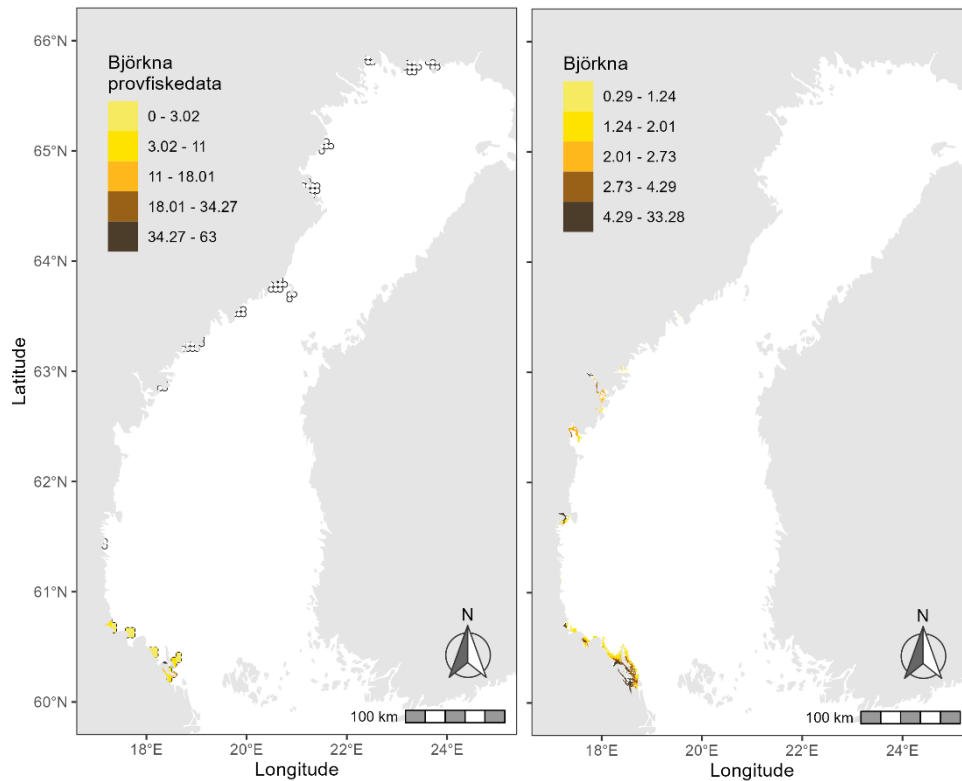 Björkna
provfiskedata
0 - 3.02
3.02 - 11
11 - 18.01
18.01 - 34.27
34.27 - 63
Björkna
0.29 - 1.24
1.24 - 2.01
2.01 - 2.73
2.73 - 4.29
4.29 - 33.28
66°N
65°N
64°N
63°N
62°N
61°N
60°N
Latitude
N
100 km
N
100 km
18°E
20°E
22°E
24°E
18°E
20°E
22°E
24°E
Longitude
Longitude